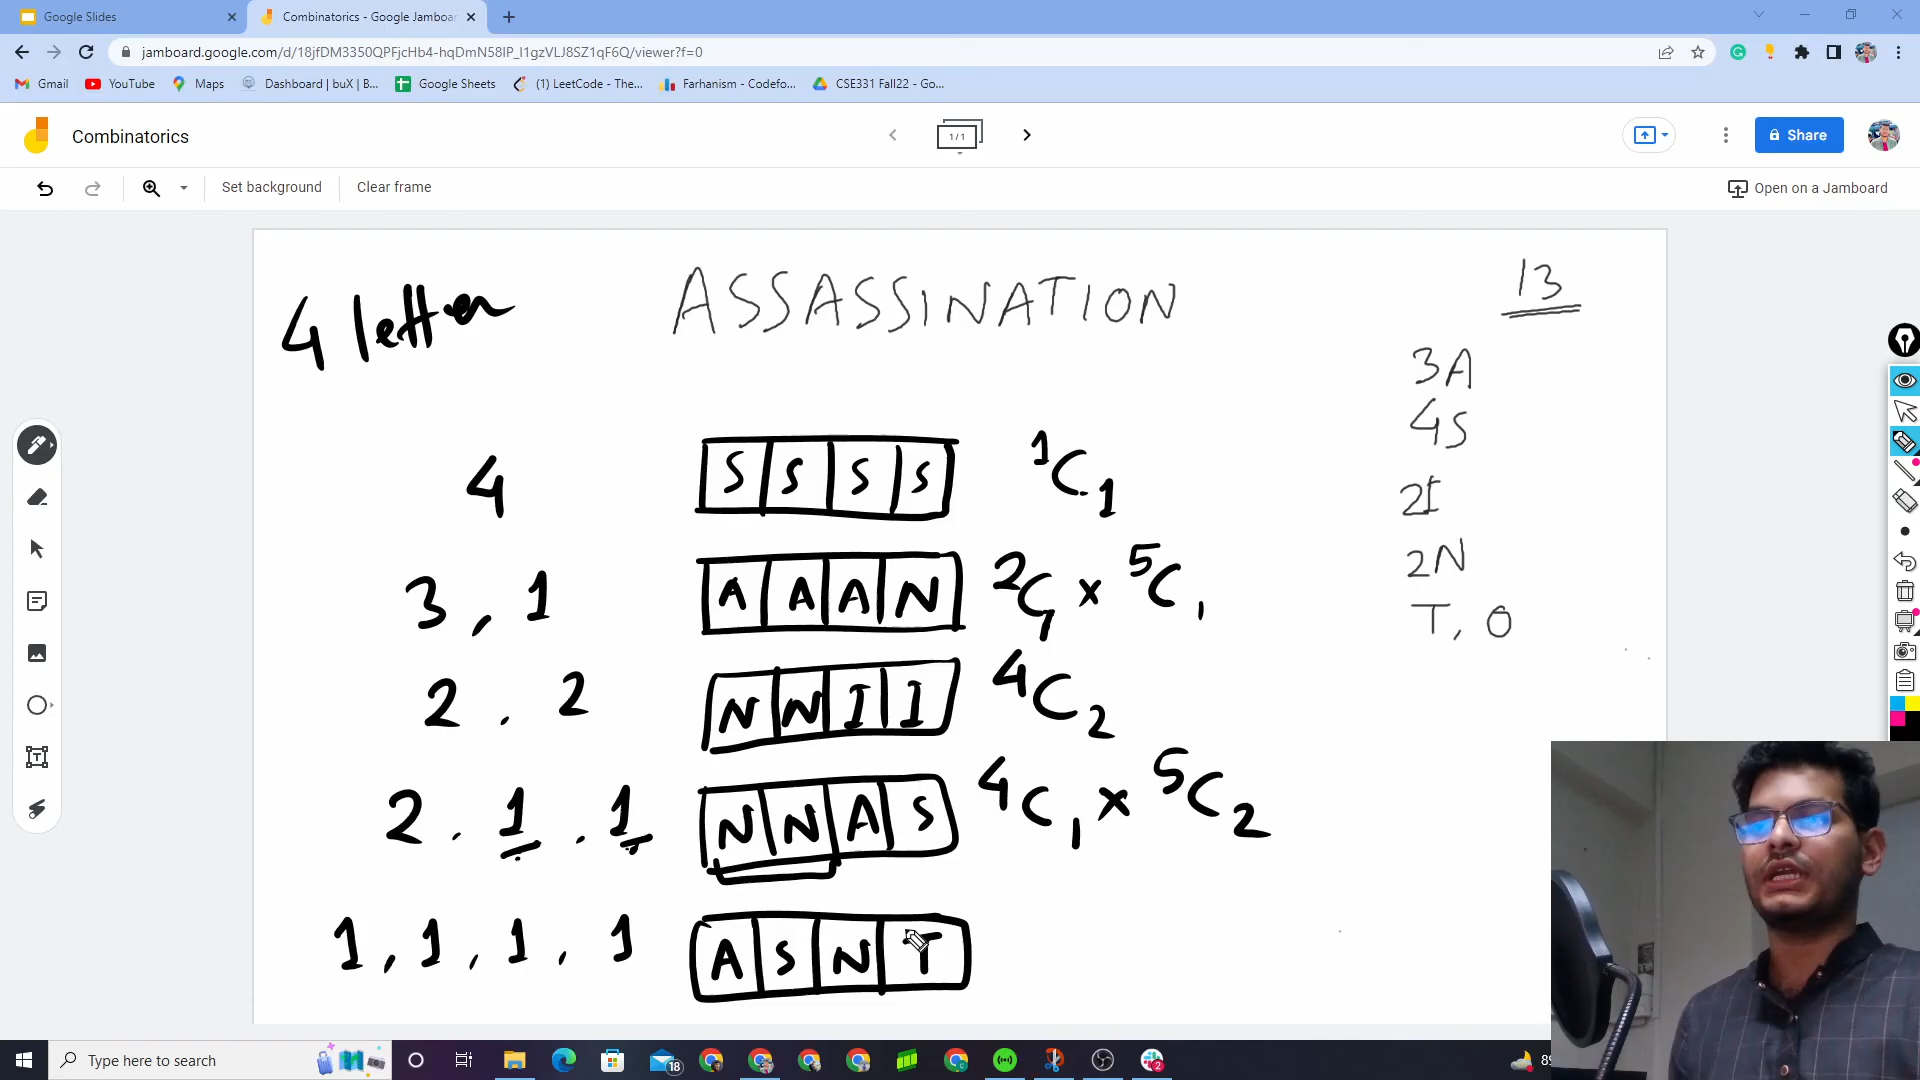 Google Slides
Combinatorics - Google Jamboar
jamboard.google.com/d/18jfDM3350QPFjcHb4-hqDmN58IP_I1gzVLJ8SZ1qF6Q/viewer?f=0
Gmail YouTube Maps Dashboard | buX | B... Google Sheets (1) LeetCode - The... Farhanism - Codefo... CSE331 Fall22 - Go...
Combinatorics
1 / 1
Share
Set background Clear frame
Open on a Jamboard
4 letter ASSASSINATION 13
3A
4S
2I
2N
T, O
4 S S S S ¹C₁
3, 1 A A A N ²C₁ × ⁵C₁
2 . 2 N N I I ⁴C₂
2 . 1 . 1 N N A S ⁴C₁ × ⁵C₂
1, 1, 1, 1 A S N T
Type here to search
18
2